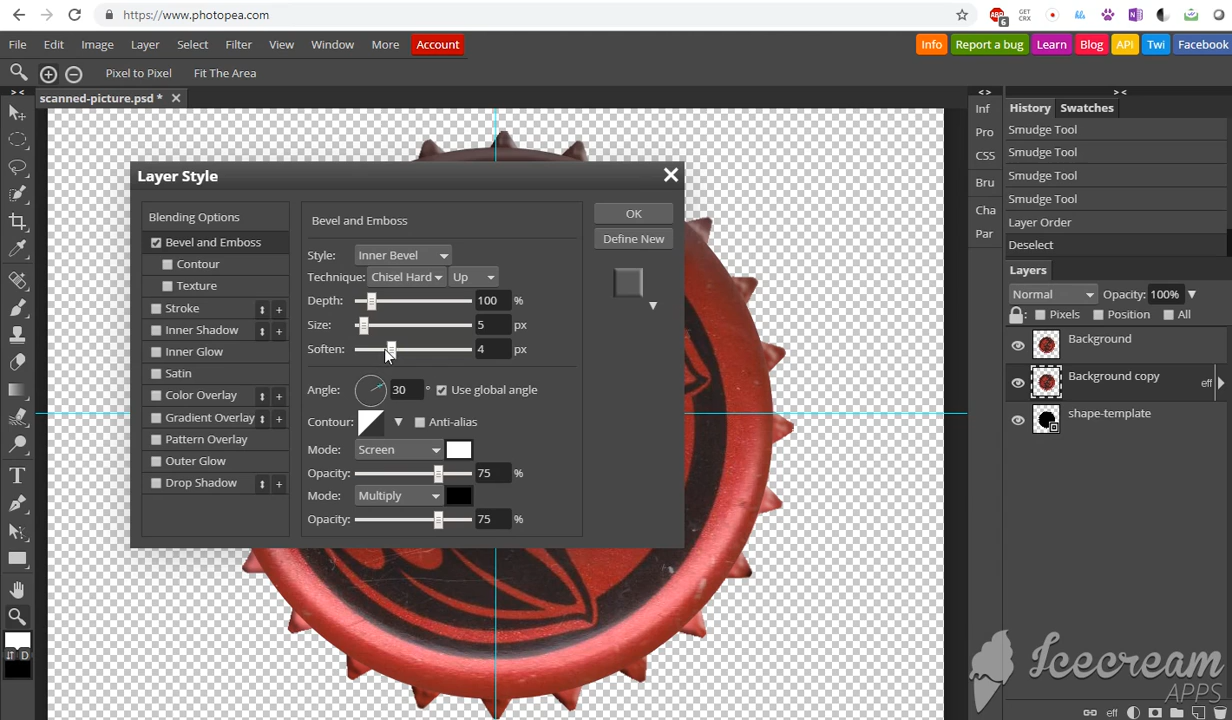 https://www.photopea.com
6
GET
CRX
File Edit Image Layer Select Filter View Window More Account
Info Report a bug Learn Blog API Twi Facebook
Pixel to Pixel Fit The Area
scanned-picture.psd *
Layer Style
Blending Options
Bevel and Emboss
Contour
Texture
Stroke
Inner Shadow
Inner Glow
Satin
Color Overlay
Gradient Overlay
Pattern Overlay
Outer Glow
Drop Shadow
Bevel and Emboss
Style: Inner Bevel
Technique: Chisel Hard Up
Depth: 100 %
Size: 5 px
Soften: 4 px
Angle: 30 ° Use global angle
Contour: Anti-alias
Mode: Screen
Opacity: 75 %
Mode: Multiply
Opacity: 75 %
OK
Define New
Inf
Pro
CSS
Bru
Cha
Par
History Swatches
Smudge Tool
Smudge Tool
Smudge Tool
Smudge Tool
Layer Order
Deselect
Layers
Normal Opacity: 100%
Pixels Position All
Background
Background copy eff
shape-template
eff
D
Icecream
APPS